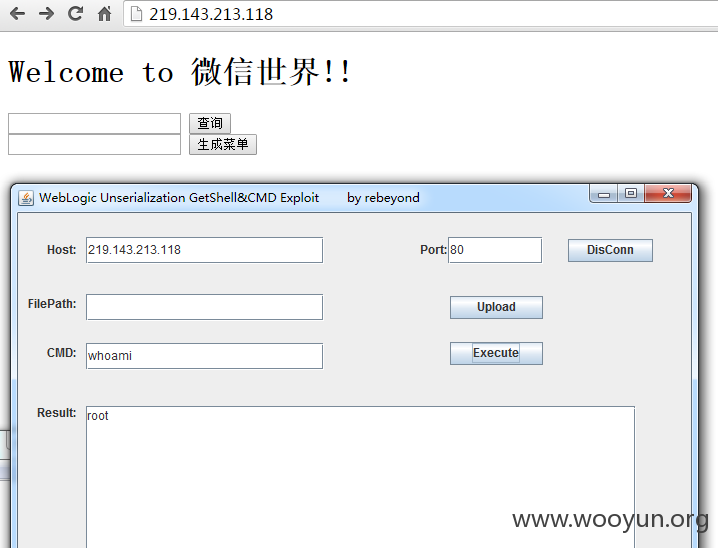 219.143.213.118
Welcome to 微信世界!!
查询
生成菜单
WebLogic Unserialization GetShell&CMD Exploit by rebeyond
Host: 219.143.213.118 Port: 80 DisConn
FilePath: Upload
CMD: whoami Execute
Result: root
www.wooyun.org